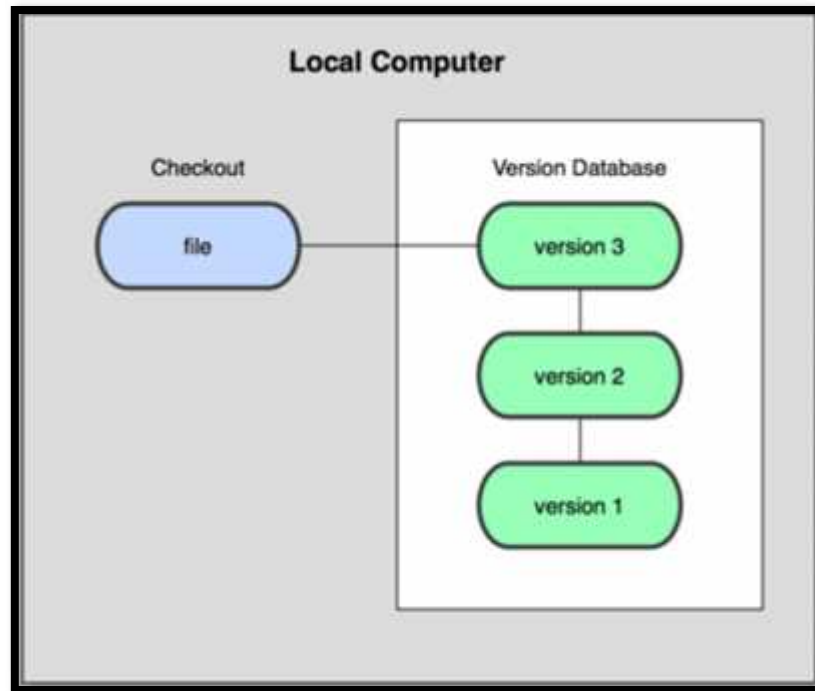 Local Computer
Checkout
Version Database
file
version 3
version 2
version 1